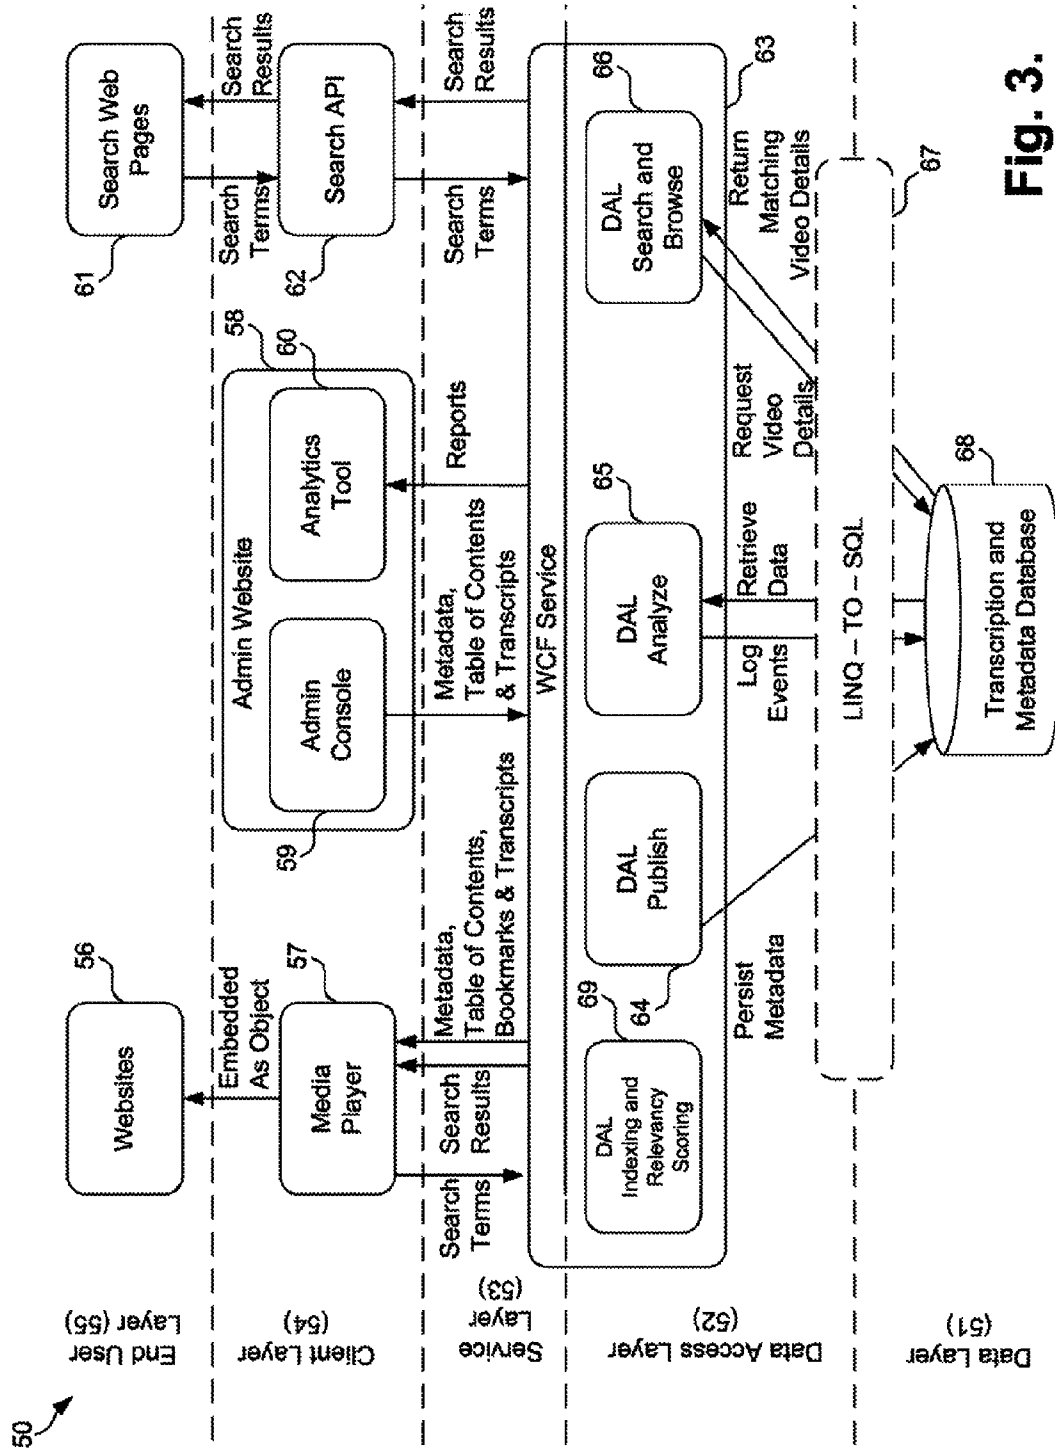 50
End User
Layer (55)
Client Layer
(54)
Service
Layer
(53)
Data Access Layer
(52)
Data Layer
(51)
Websites
56
Embedded
As Object
Media
Player
57
Search
Terms
Search
Results
Metadata,
Table of Contents,
Bookmarks & Transcripts
Admin Website
58
Admin
Console
59
Analytics
Tool
60
Metadata,
Table of Contents
& Transcripts
Reports
Search Web
Pages
61
Search
Terms
Search
Results
Search API
62
Search
Terms
Search
Results
WCF Service
63
DAL
Indexing and
Relevancy
Scoring
69
DAL
Publish
64
DAL
Analyze
65
DAL
Search and
Browse
66
Persist
Metadata
Log
Events
Retrieve
Data
Request
Video
Details
Return
Matching
Video Details
LINQ – TO – SQL
67
Transcription and
Metadata Database
68
Fig. 3.